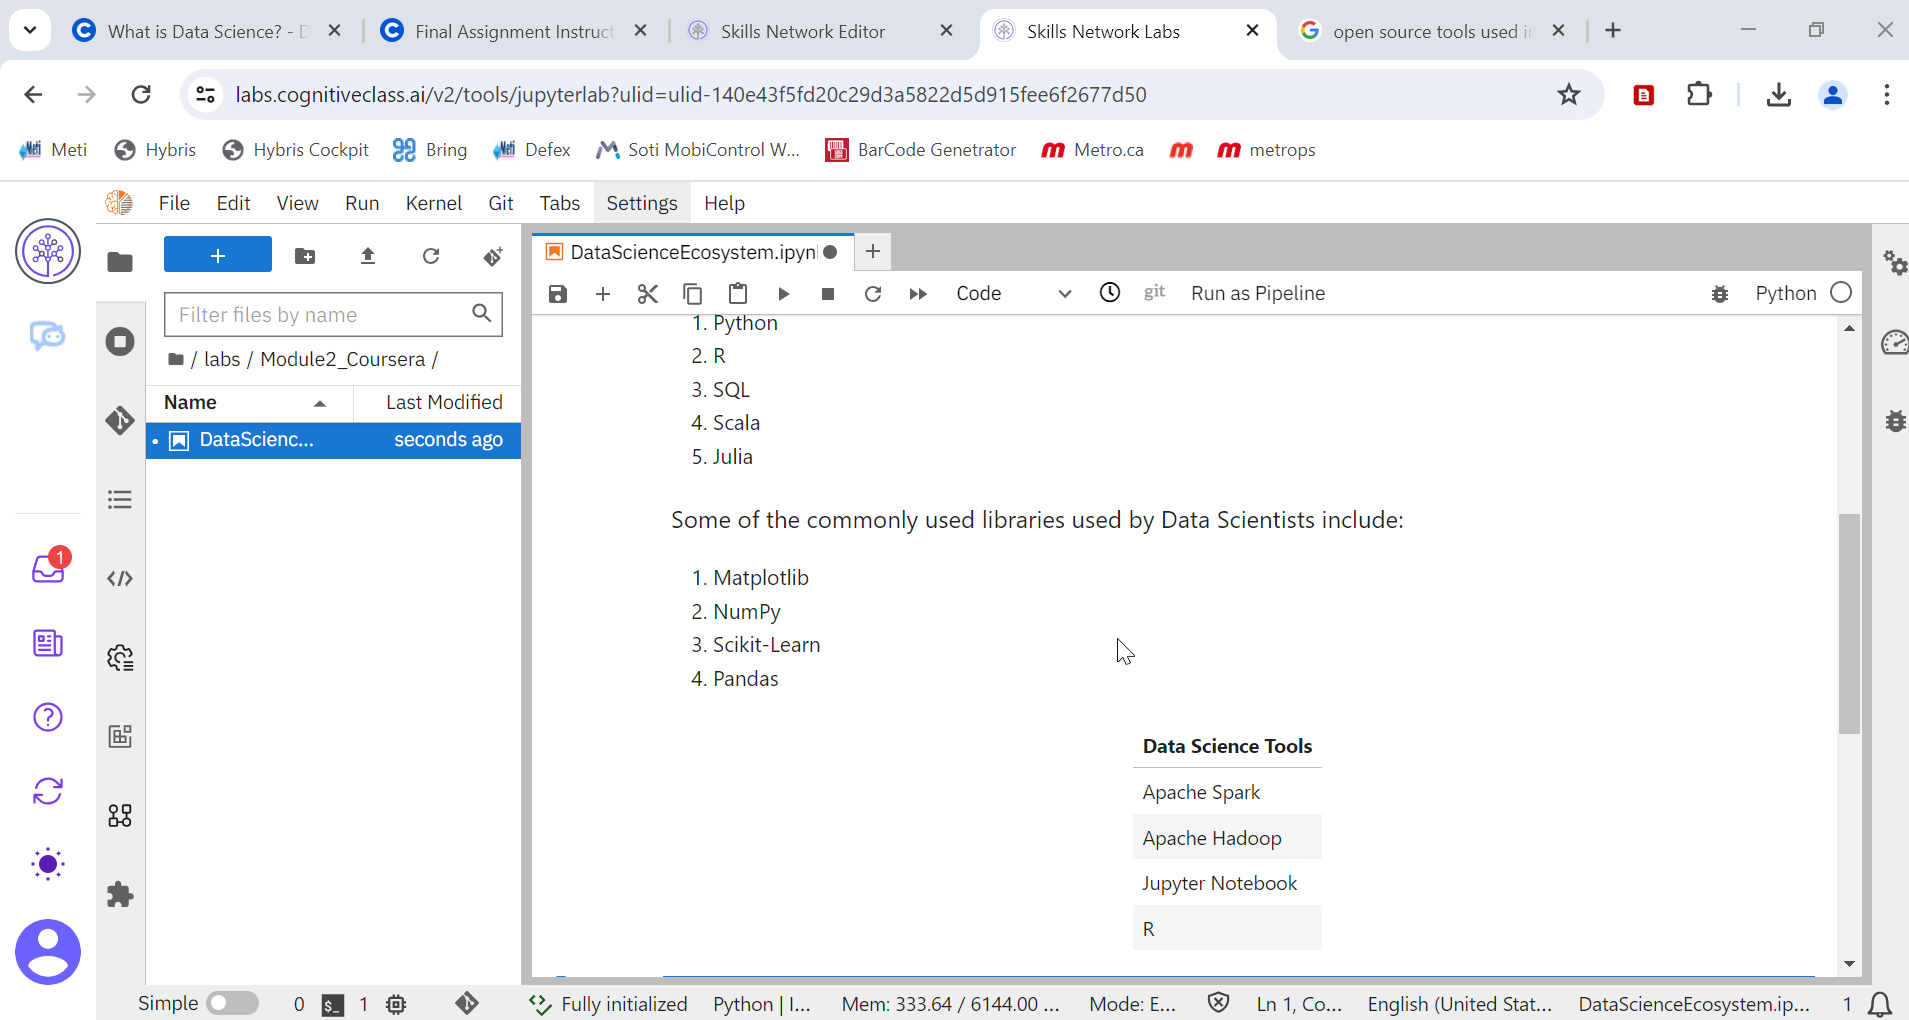 What is Data Science? - D
Final Assignment Instruct
Skills Network Editor
Skills Network Labs
open source tools used in
labs.cognitiveclass.ai/v2/tools/jupyterlab?ulid=ulid-140e43f5fd20c29d3a5822d5d915fee6f2677d50
Meti Hybris Hybris Cockpit Bring Defex Soti MobiControl W... BarCode Genetrator Metro.ca metrops
File Edit View Run Kernel Git Tabs Settings Help
DataScienceEcosystem.ipyn
Code git Run as Pipeline Python
Filter files by name
/ labs / Module2_Coursera /
Name Last Modified
DataScienc... seconds ago
1
1. Python
2. R
3. SQL
4. Scala
5. Julia
Some of the commonly used libraries used by Data Scientists include:
1. Matplotlib
2. NumPy
3. Scikit-Learn
4. Pandas
Data Science Tools
Apache Spark
Apache Hadoop
Jupyter Notebook
R
Simple 0 $_ 1 Fully initialized Python | I... Mem: 333.64 / 6144.00 ... Mode: E... Ln 1, Co... English (United Stat... DataScienceEcosystem.ip... 1